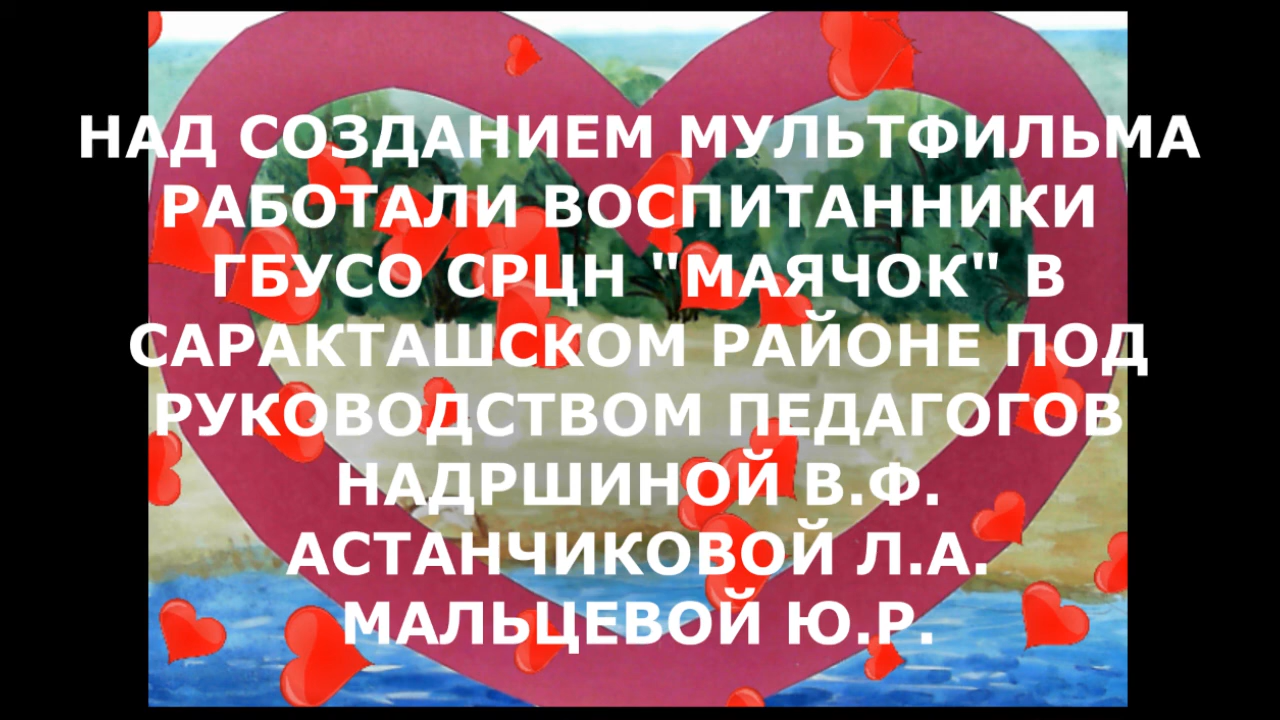 НАД СОЗДАНИЕМ МУЛЬТФИЛЬМА
РАБОТАЛИ ВОСПИТАННИКИ
ГБУСО СРЦН "МАЯЧОК" В
САРАКТАШСКОМ РАЙОНЕ ПОД
РУКОВОДСТВОМ ПЕДАГОГОВ
НАДРШИНОЙ В.Ф.
АСТАНЧИКОВОЙ Л.А.
МАЛЬЦЕВОЙ Ю.Р.